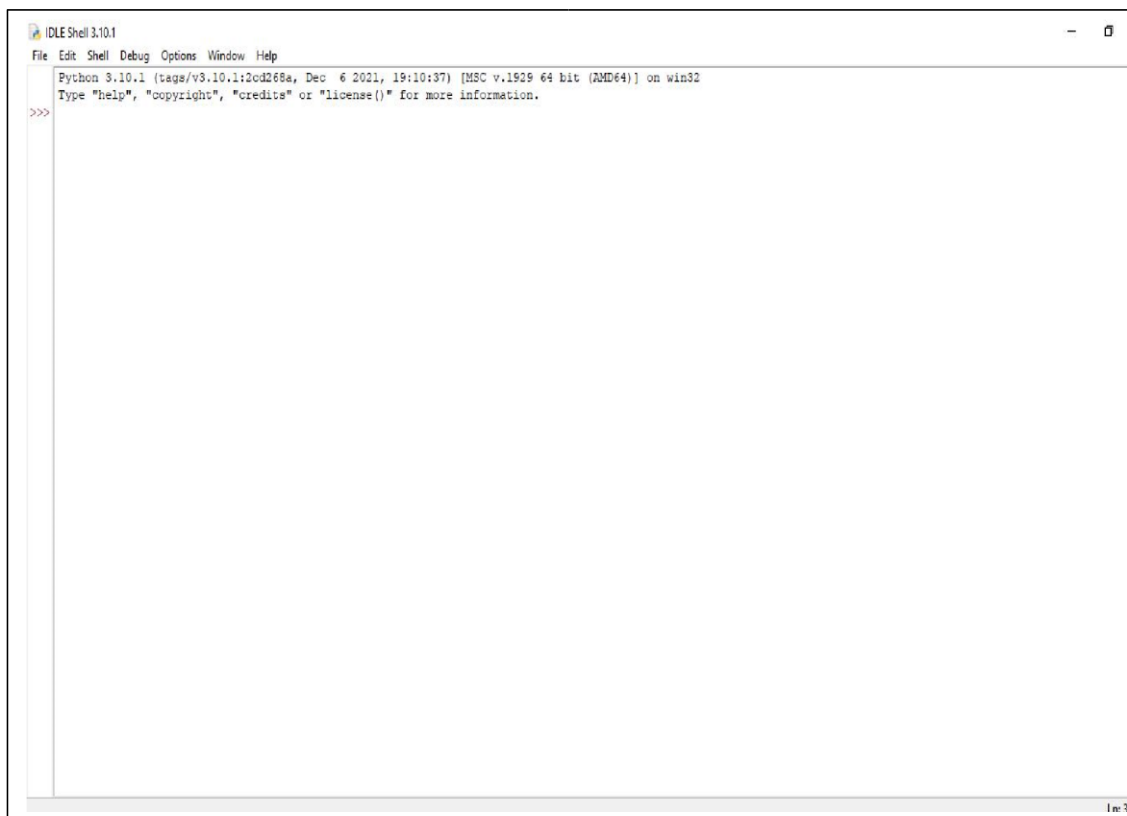 IDLE Shell 3.10.1
File Edit Shell Debug Options Window Help
Python 3.10.1 (tags/v3.10.1:2cd268a, Dec  6 2021, 19:10:37) [MSC v.1929 64 bit (AMD64)] on win32
Type "help", "copyright", "credits" or "license()" for more information.
>>>
Ln: 3